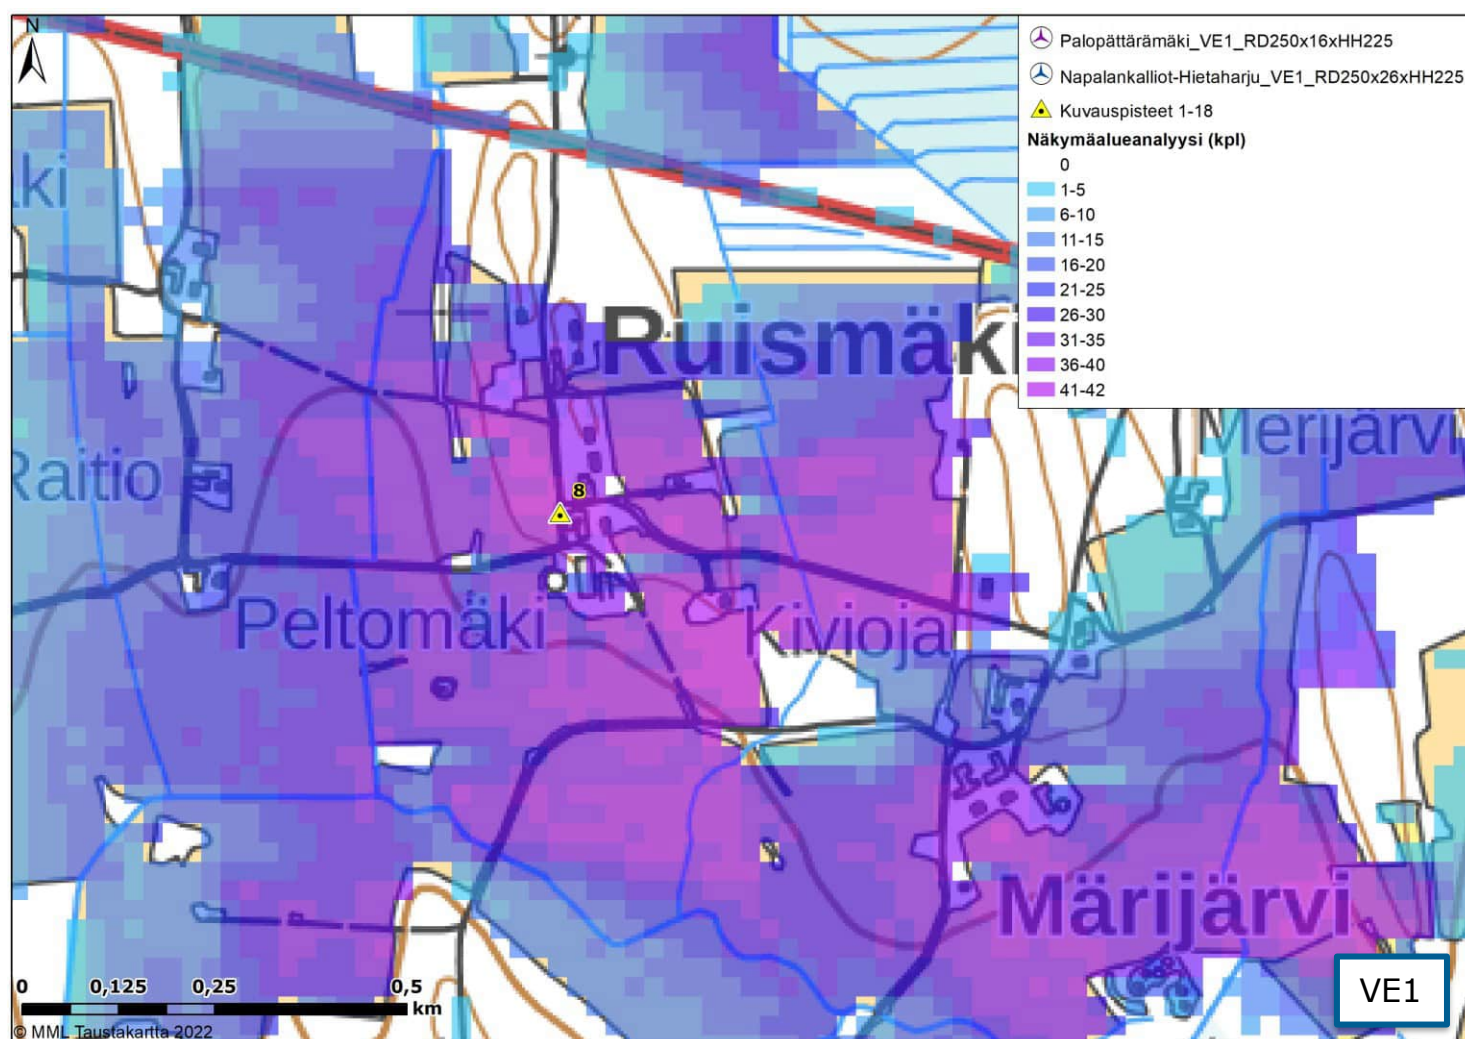 N
Palopättärämäki_VE1_RD250x16xHH225
Napalankalliot-Hietaharju_VE1_RD250x26xHH225
Kuvauspisteet 1-18
Näkymäalueanalyysi (kpl)
0
1-5
6-10
11-15
16-20
21-25
26-30
31-35
36-40
41-42
ki
Ruismäki
Merijärvi
Raitio
8
Peltomäki
Kivioja
Märijärvi
0 0,125 0,25 0,5
km
VE1
© MML Taustakartta 2022